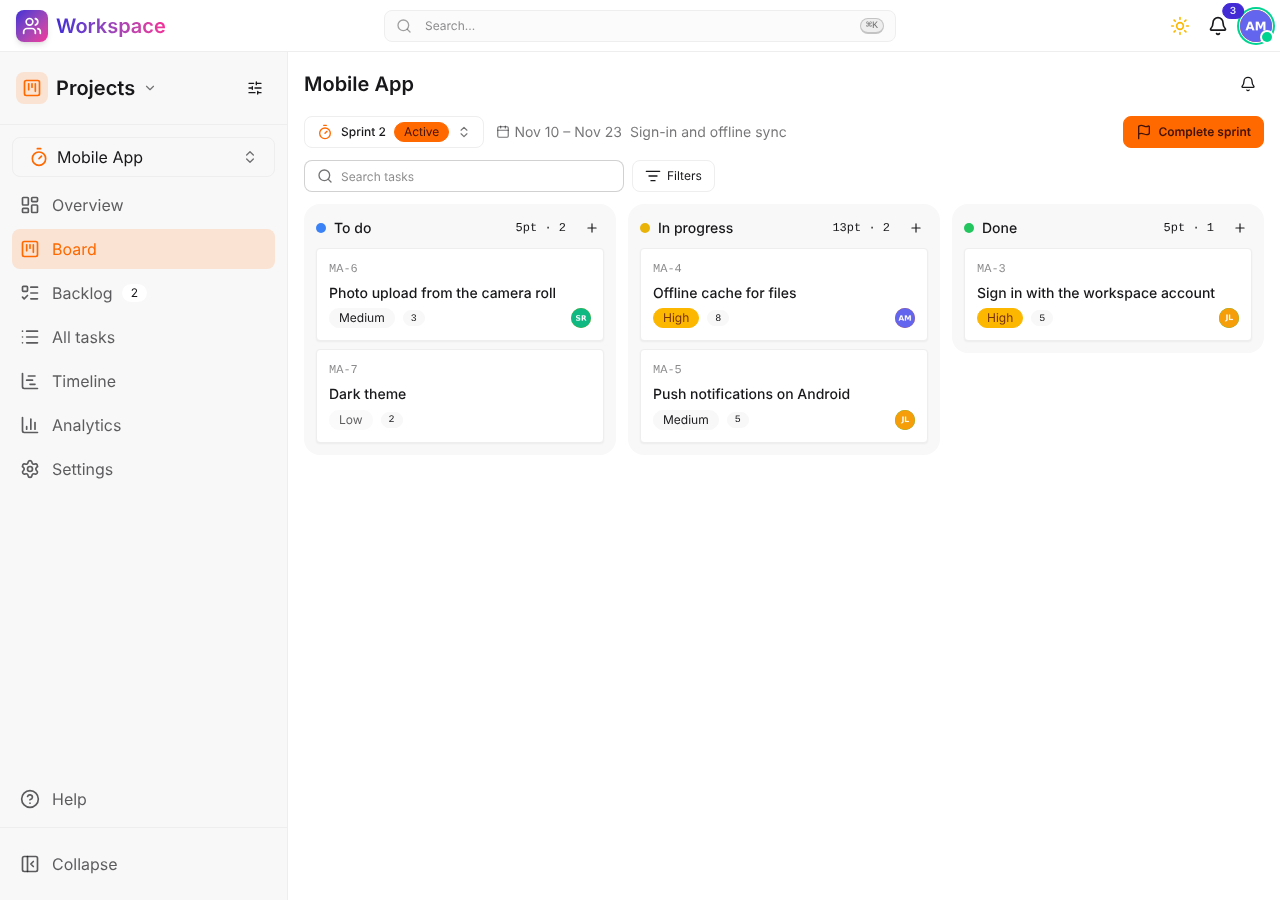 Workspace
Search...
⌘K
3
AM
Projects
Mobile App
Overview
Board
Backlog 2
All tasks
Timeline
Analytics
Settings
Help
Collapse
Mobile App
Sprint 2 Active
Nov 10 – Nov 23 Sign-in and offline sync
Complete sprint
Search tasks
Filters
To do 5pt · 2
MA-6
Photo upload from the camera roll
Medium 3 SR
MA-7
Dark theme
Low 2
In progress 13pt · 2
MA-4
Offline cache for files
High 8 AM
MA-5
Push notifications on Android
Medium 5 JL
Done 5pt · 1
MA-3
Sign in with the workspace account
High 5 JL